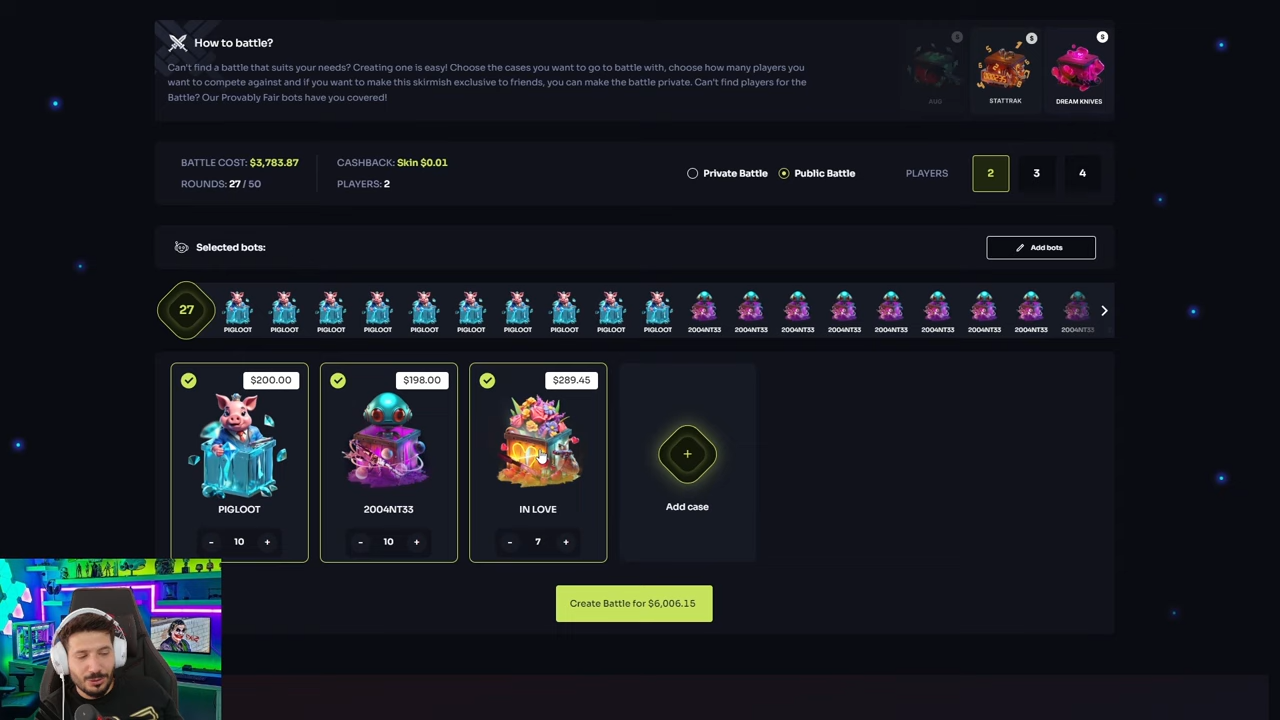 How to battle?
Can't find a battle that suits your needs? Creating one is easy! Choose the cases you want to go to battle with, choose how many players you
want to compete against and if you want to make this skirmish exclusive to friends, you can make the battle private. Can't find players for the
Battle? Our Provably Fair bots have you covered!
$ $ S
AUG STATTRAK DREAM KNIVES
BATTLE COST: $3,783.87
CASHBACK: Skin $0.01
ROUNDS: 27 / 50
PLAYERS: 2
Private Battle Public Battle PLAYERS 2 3 4
Selected bots:
Add bots
27
PIGLOOT PIGLOOT PIGLOOT PIGLOOT PIGLOOT PIGLOOT PIGLOOT PIGLOOT PIGLOOT PIGLOOT 2004NT33 2004NT33 2004NT33 2004NT33 2004NT33 2004NT33 2004NT33 2004NT33 2004NT33
$200.00 $198.00 $289.45
+
PIGLOOT 2004NT33 IN LOVE Add case
- 10 + - 10 + - 7 +
Create Battle for $6,006.15